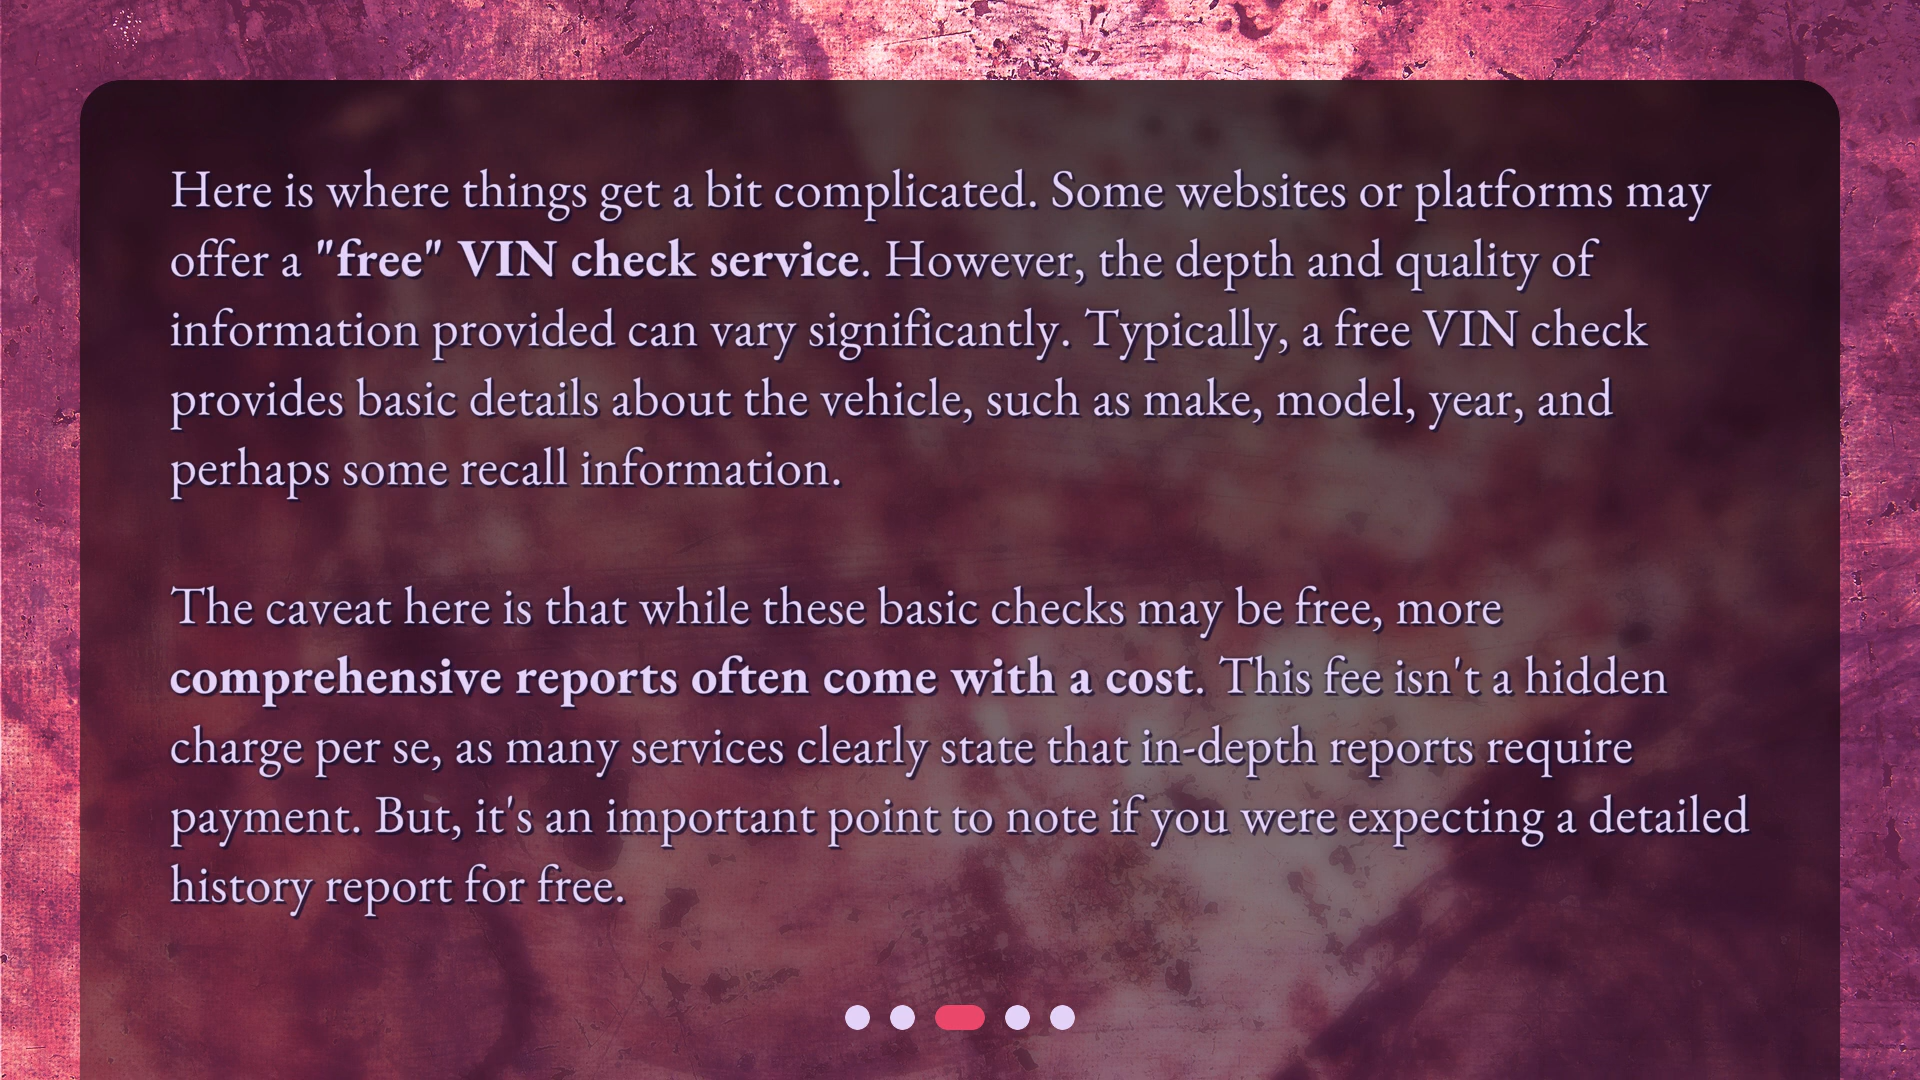 Here is where things get a bit complicated. Some websites or platforms may
offer a "free" VIN check service. However, the depth and quality of
information provided can vary significantly. Typically, a free VIN check
provides basic details about the vehicle, such as make, model, year, and
perhaps some recall information.
The caveat here is that while these basic checks may be free, more
comprehensive reports often come with a cost. This fee isn't a hidden
charge per se, as many services clearly state that in-depth reports require
payment. But, it's an important point to note if you were expecting a detailed
history report for free.